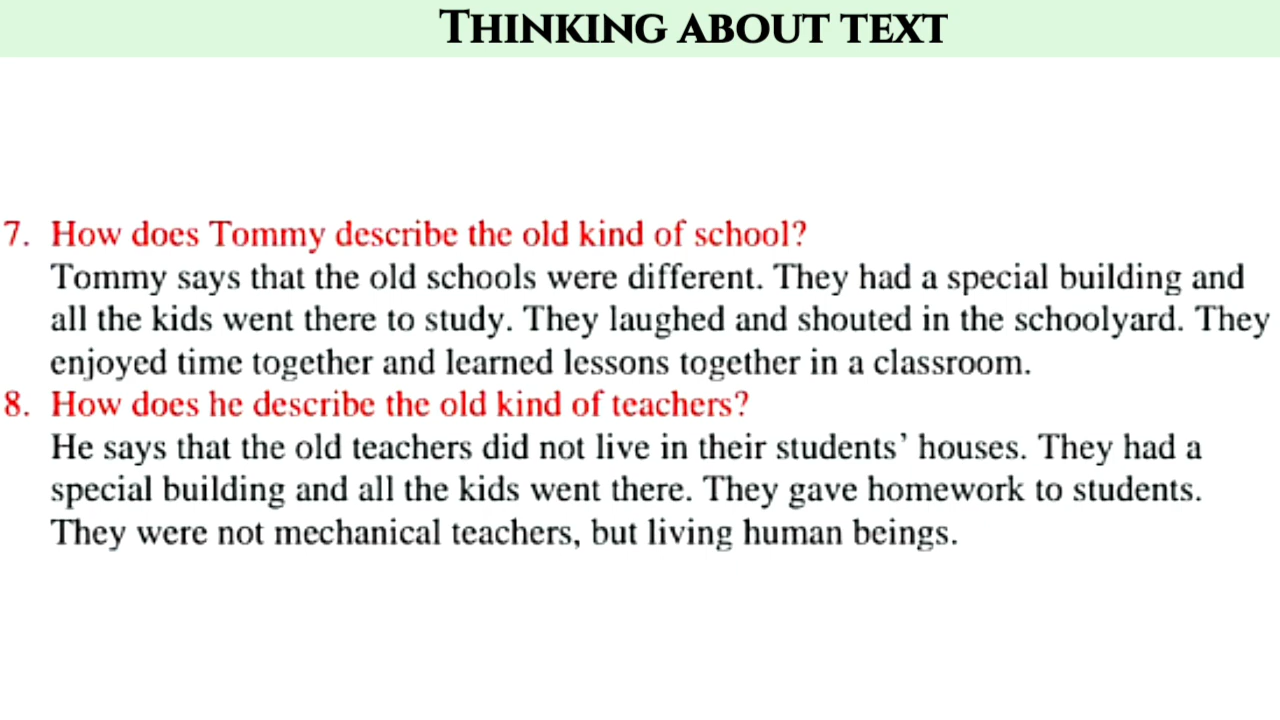 THINKING ABOUT TEXT
7. How does Tommy describe the old kind of school?
Tommy says that the old schools were different. They had a special building and
all the kids went there to study. They laughed and shouted in the schoolyard. They
enjoyed time together and learned lessons together in a classroom.
8. How does he describe the old kind of teachers?
He says that the old teachers did not live in their students’ houses. They had a
special building and all the kids went there. They gave homework to students.
They were not mechanical teachers, but living human beings.